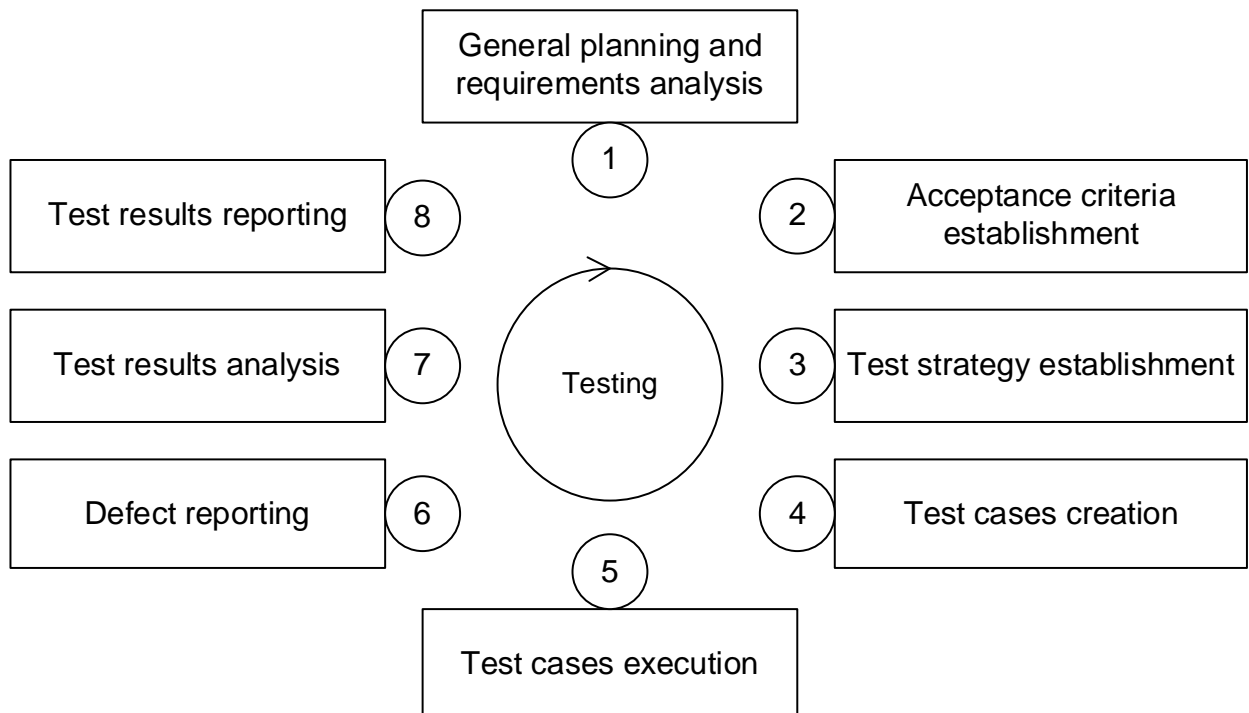 General planning and
requirements analysis
1
2
Acceptance criteria
establishment
3
Test strategy establishment
4
Test cases creation
5
Test cases execution
6
Defect reporting
7
Test results analysis
8
Test results reporting
Testing